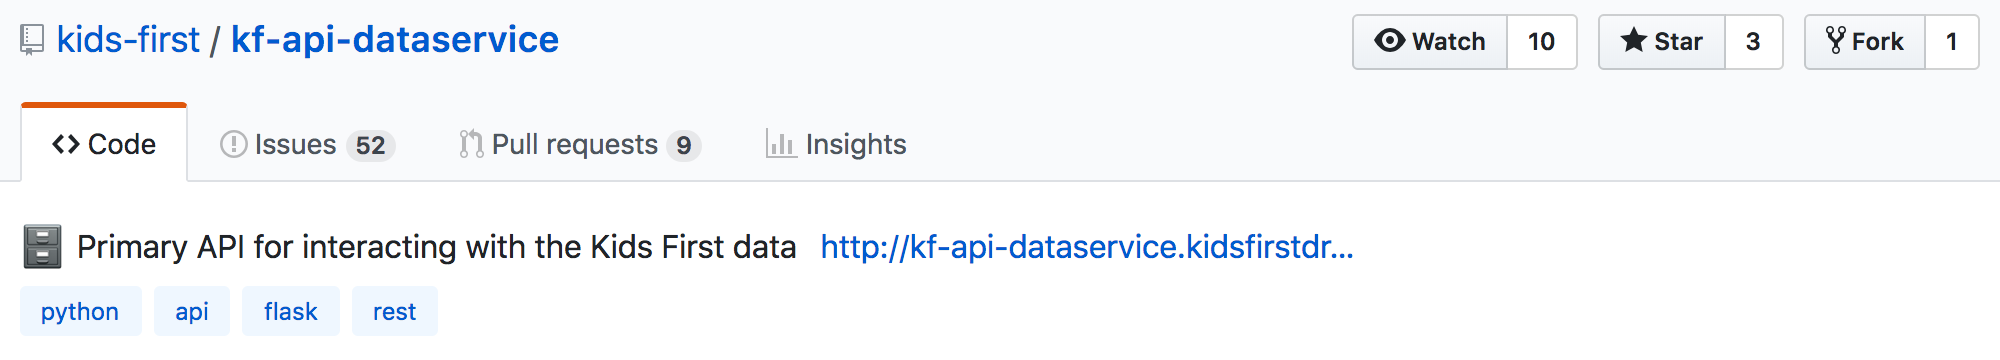 kids-first / kf-api-dataservice Watch 10 Star 3 Fork 1
Code Issues 52 Pull requests 9 Insights
Primary API for interacting with the Kids First data http://kf-api-dataservice.kidsfirstdr...
python api flask rest